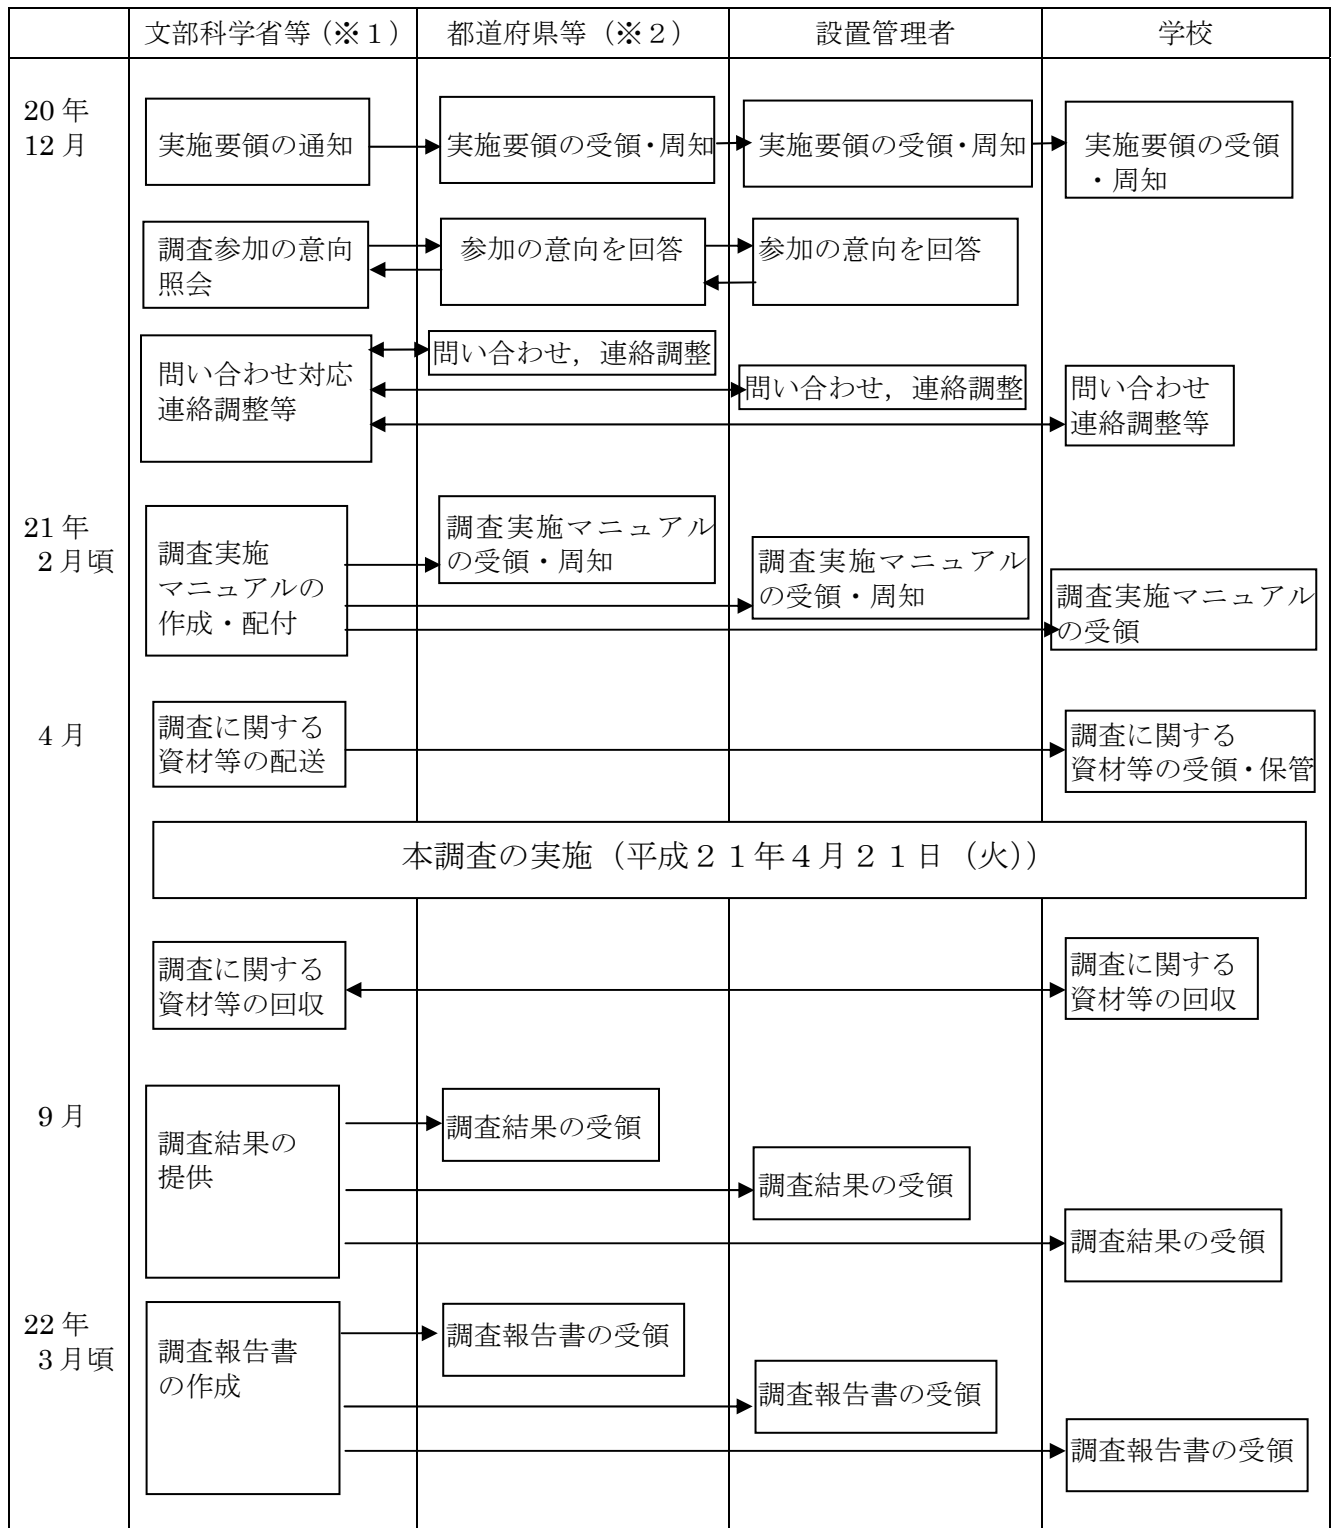 文部科学省等（※１）
都道府県等（※２）
設置管理者
学校
20 年
12 月
実施要領の通知
実施要領の受領・周知
実施要領の受領・周知
実施要領の受領
・周知
調査参加の意向
照会
参加の意向を回答
参加の意向を回答
問い合わせ対応
連絡調整等
問い合わせ，連絡調整
問い合わせ，連絡調整
問い合わせ
連絡調整等
21 年
2 月頃
調査実施
マニュアルの
作成・配付
調査実施マニュアル
の受領・周知
調査実施マニュアル
の受領・周知
調査実施マニュアル
の受領
4 月
調査に関する
資材等の配送
調査に関する
資材等の受領・保管
本調査の実施（平成２１年４月２１日（火））
調査に関する
資材等の回収
調査に関する
資材等の回収
9 月
調査結果の
提供
調査結果の受領
調査結果の受領
調査結果の受領
22 年
3 月頃
調査報告書
の作成
調査報告書の受領
調査報告書の受領
調査報告書の受領